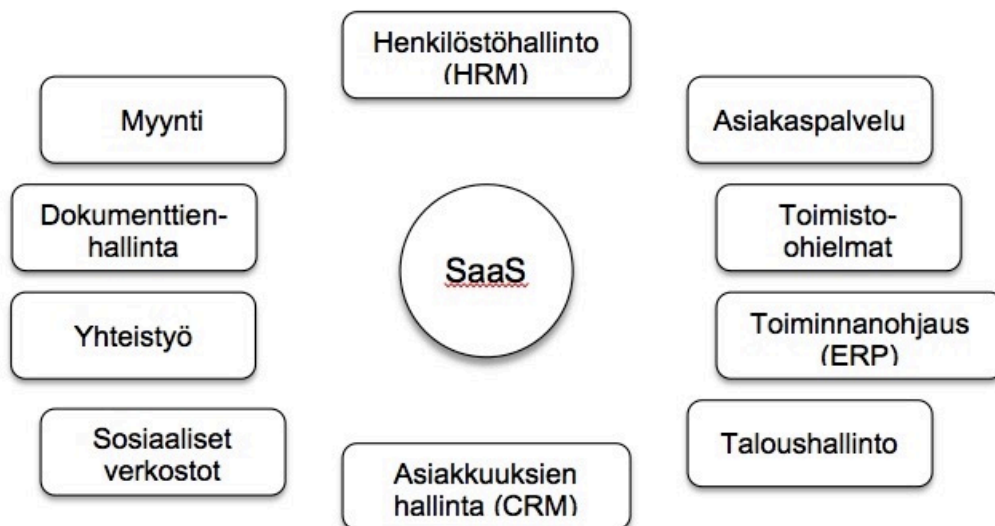 Henkilöstöhallinto
(HRM)
Myynti
Asiakaspalvelu
Dokumenttien-
hallinta
SaaS
Toimisto-
ohjelmat
Yhteistyö
Toiminnanohjaus
(ERP)
Sosiaaliset
verkostot
Asiakkuuksien
hallinta (CRM)
Taloushallinto